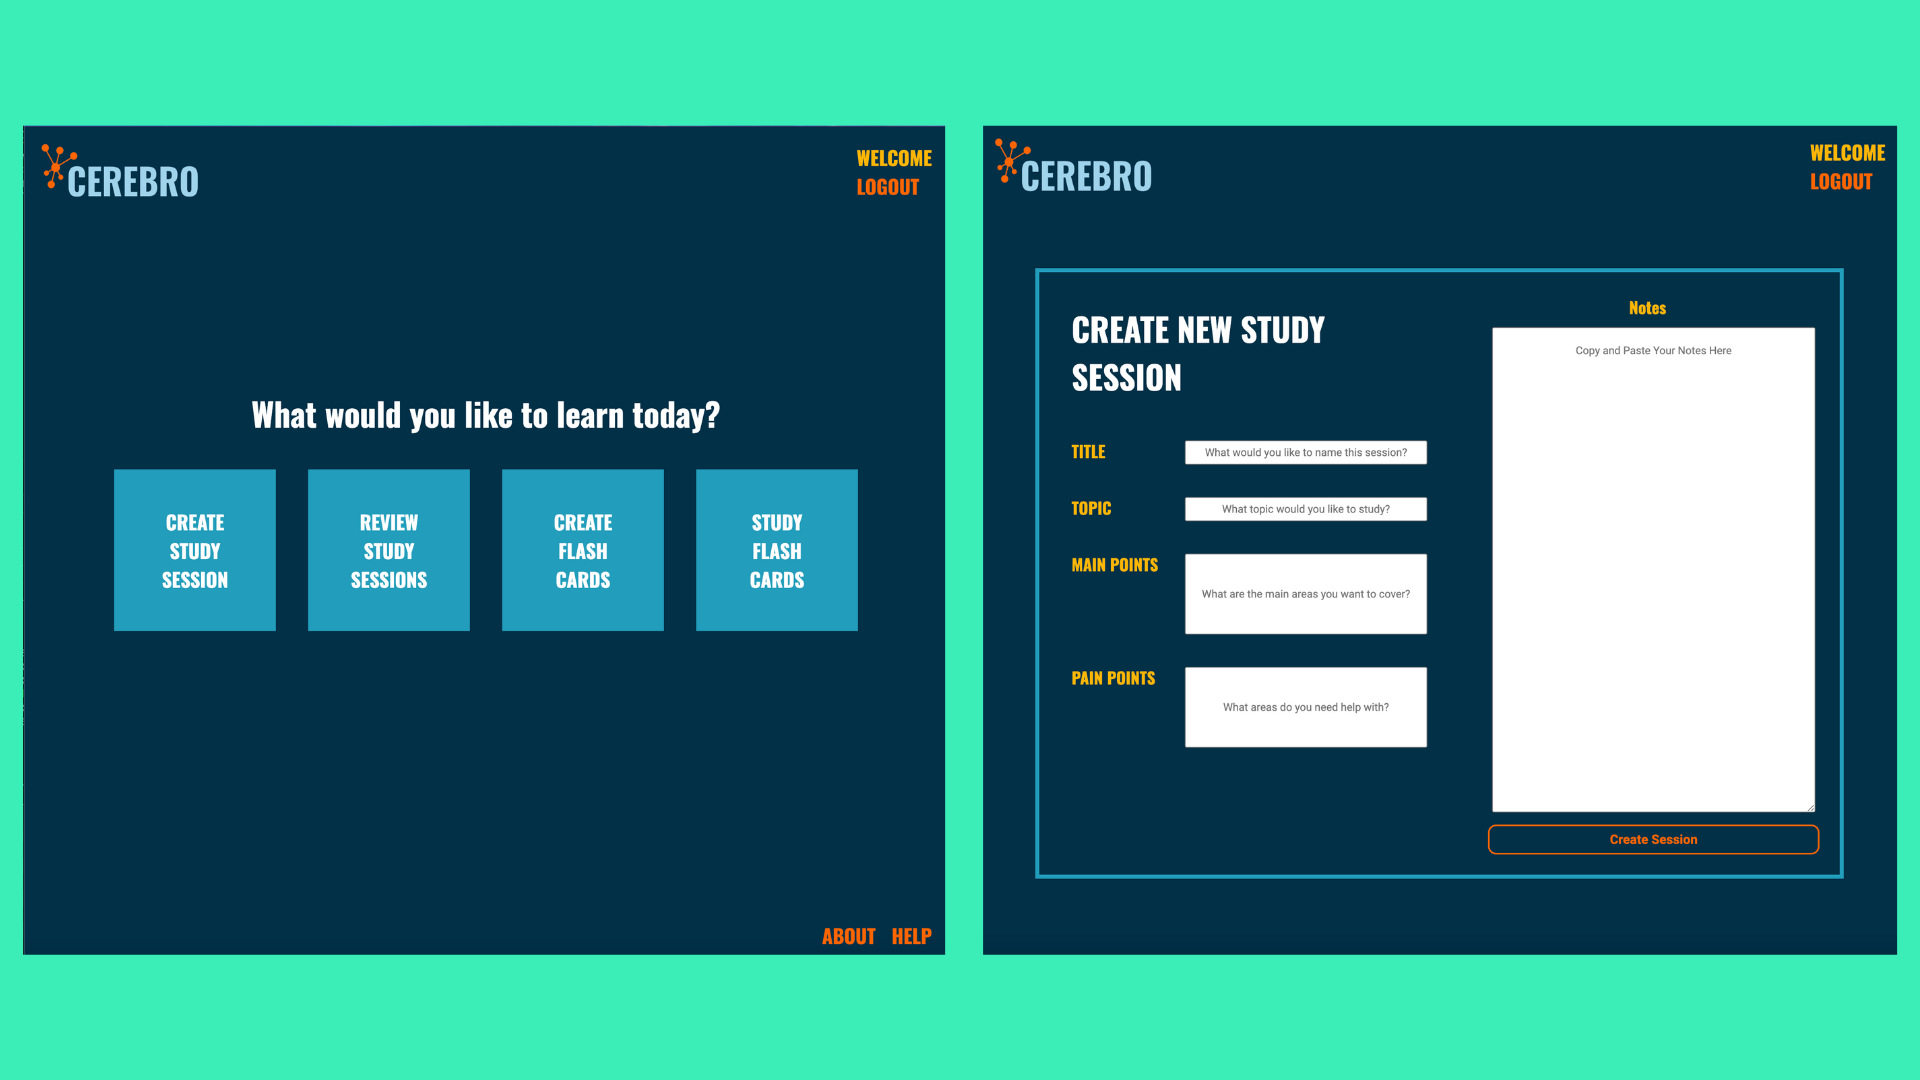 CEREBRO
WELCOME
LOGOUT
What would you like to learn today?
CREATE
STUDY
SESSION
REVIEW
STUDY
SESSIONS
CREATE
FLASH
CARDS
STUDY
FLASH
CARDS
ABOUT HELP
CEREBRO
WELCOME
LOGOUT
CREATE NEW STUDY
SESSION
TITLE
What would you like to name this session?
TOPIC
What topic would you like to study?
MAIN POINTS
What are the main areas you want to cover?
PAIN POINTS
What areas do you need help with?
Notes
Copy and Paste Your Notes Here
Create Session